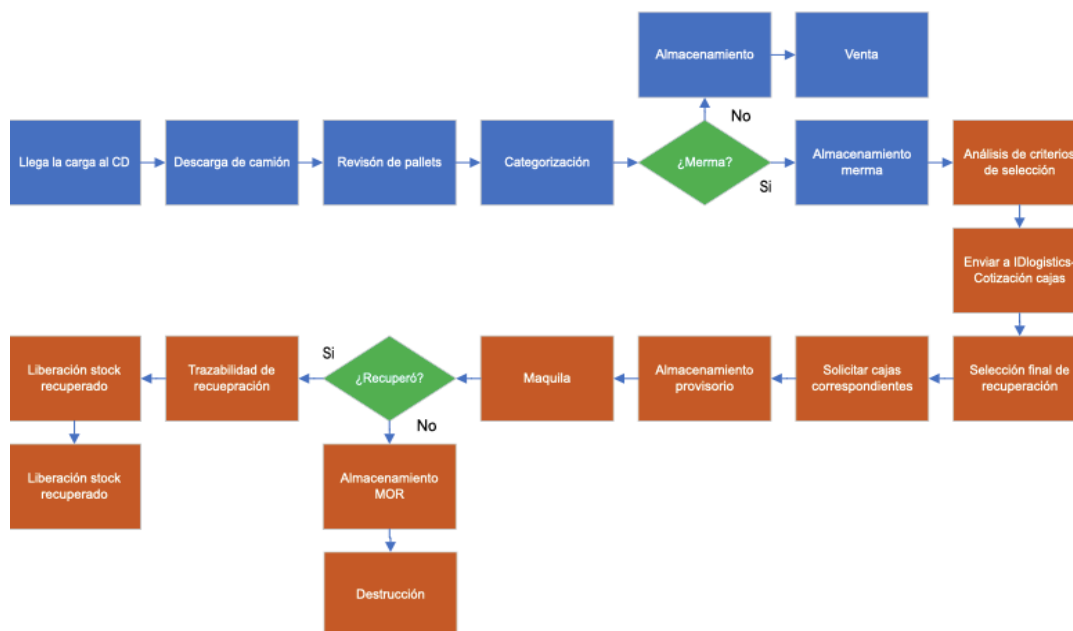 Almacenamiento
Venta
No
Llega la carga al CD
Descarga de camión
Revisón de pallets
Categorización
¿Merma?
Si
Almacenamiento
merma
Análisis de criterios
de selección
Enviar a IDlogistics-
Cotización cajas
Liberación stock
recuperado
Trazabilidad de
recuepración
Si
¿Recuperó?
No
Maquila
Almacenamiento
provisorio
Solicitar cajas
correspondientes
Selección final de
recuperación
Liberación stock
recuperado
Almacenamiento
MOR
Destrucción